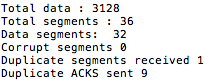 Total data : 3128
Total segments : 36
Data segments:  32
Corrupt segments 0
Duplicate segments received 1
Duplicate ACKS sent 9